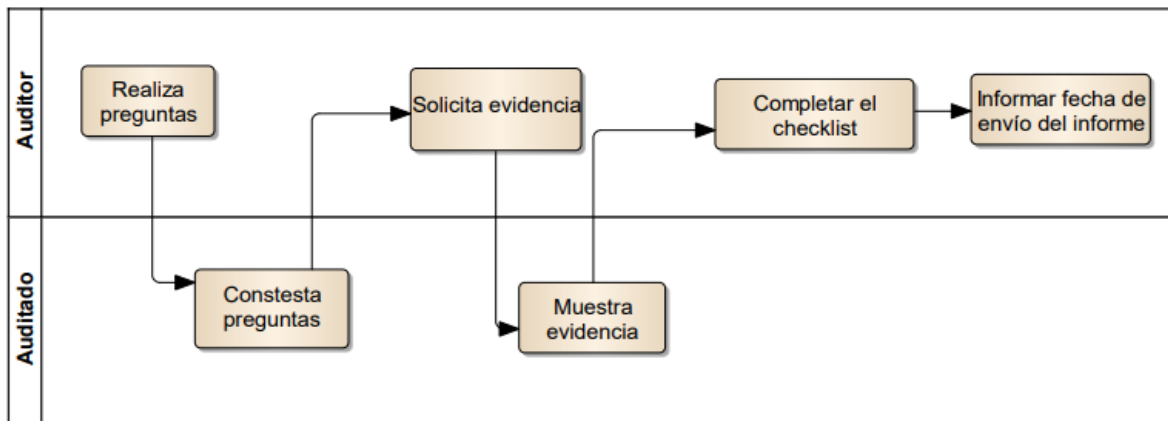 Auditor
Realiza
preguntas
Solicita evidencia
Completar el
checklist
Informar fecha de
envío del informe
Auditado
Constesta
preguntas
Muestra
evidencia